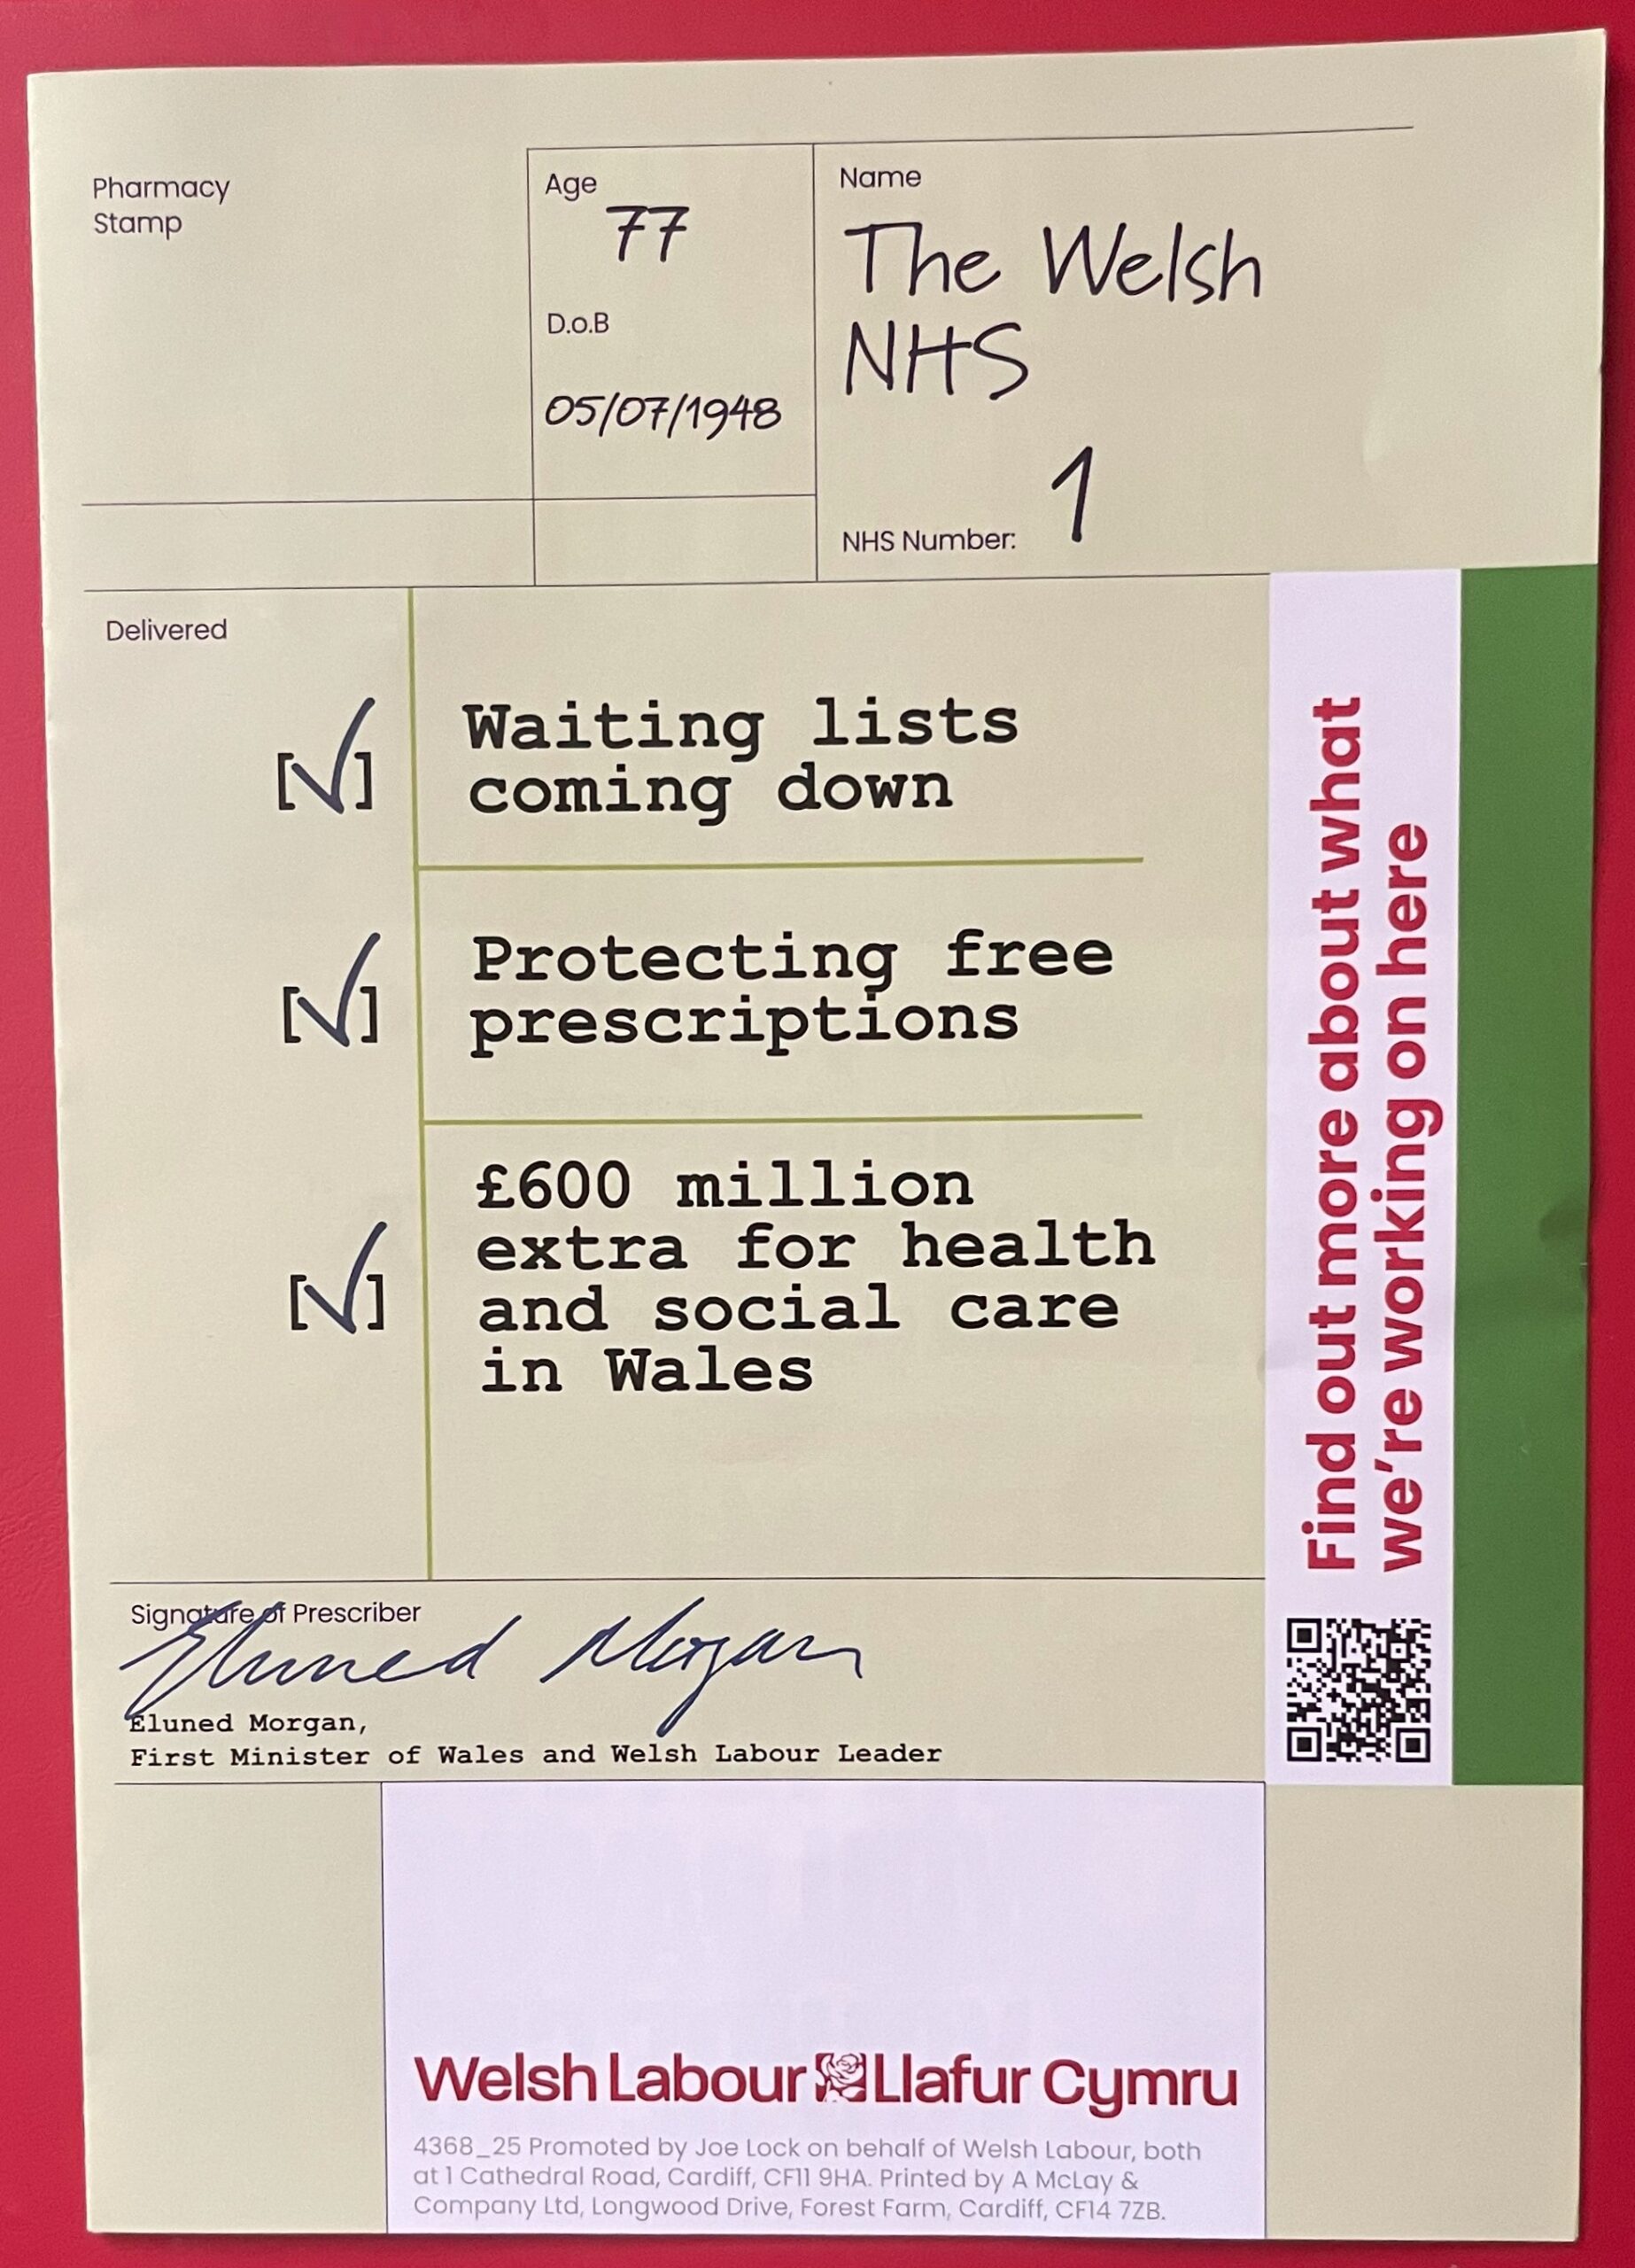 Pharmacy
Stamp
Age
77
D.o.B
05/07/1948
Name
The Welsh
NHS
NHS Number: 1
Delivered
[✓] Waiting lists
coming down
[✓] Protecting free
prescriptions
£600 million
extra for health
[✓] and social care
in Wales
Find out more about what
we're working on here
Signature of Prescriber
Eluned Morgan
Eluned Morgan,
First Minister of Wales and Welsh Labour Leader
Welsh Labour Llafur Cymru
4368_25 Promoted by Joe Lock on behalf of Welsh Labour, both
at 1 Cathedral Road, Cardiff, CF11 9HA. Printed by A McLay &
Company Ltd, Longwood Drive, Forest Farm, Cardiff, CF14 7ZB.